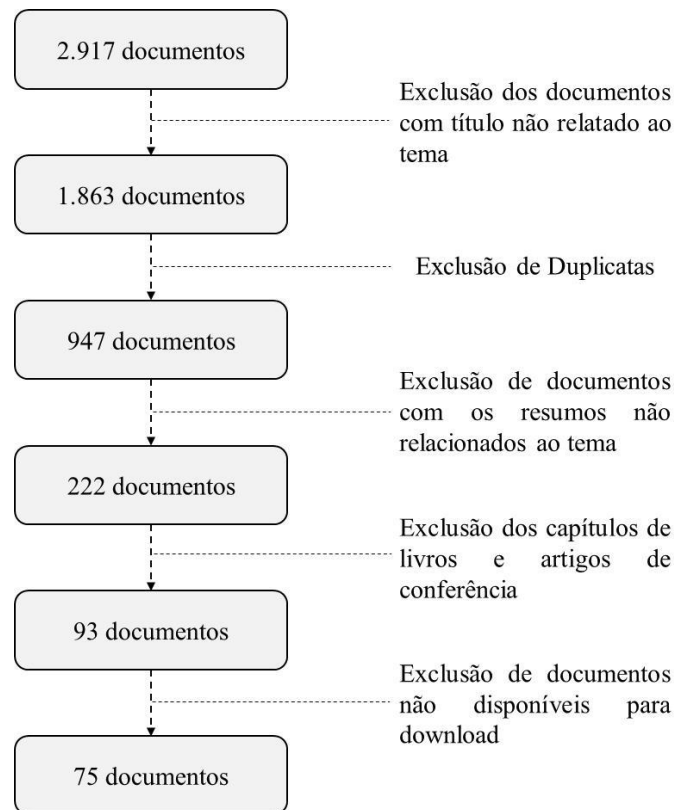 2.917 documentos
Exclusão dos documentos
com título não relatado ao
tema
1.863 documentos
Exclusão de Duplicatas
947 documentos
Exclusão de documentos
com os resumos não
relacionados ao tema
222 documentos
Exclusão dos capítulos de
livros e artigos de
conferência
93 documentos
Exclusão de documentos
não disponíveis para
download
75 documentos